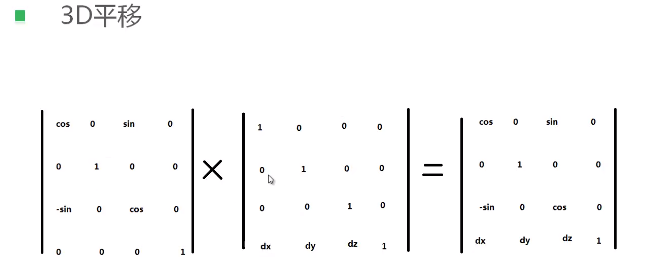 3D平移
cos 0 sin 0 1 0 0 0 cos 0 sin 0
0 1 0 0 × 0 1 0 0 = 0 1 0 0
-sin 0 cos 0 0 0 1 0 -sin 0 cos 0
0 0 0 1 dx dy dz 1 dx dy dz 1